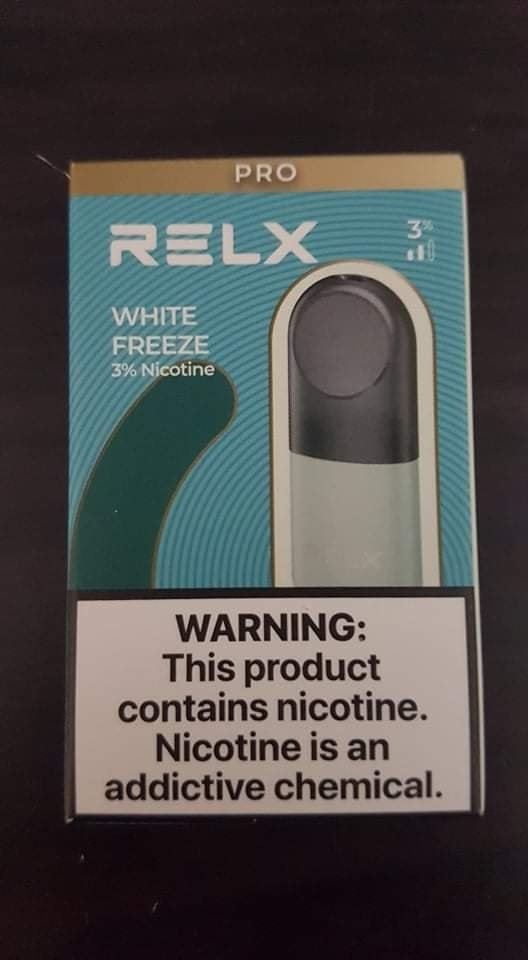 PRO
RELX
3%
WHITE
FREEZE
3% Nicotine
WARNING:
This product
contains nicotine.
Nicotine is an
addictive chemical.